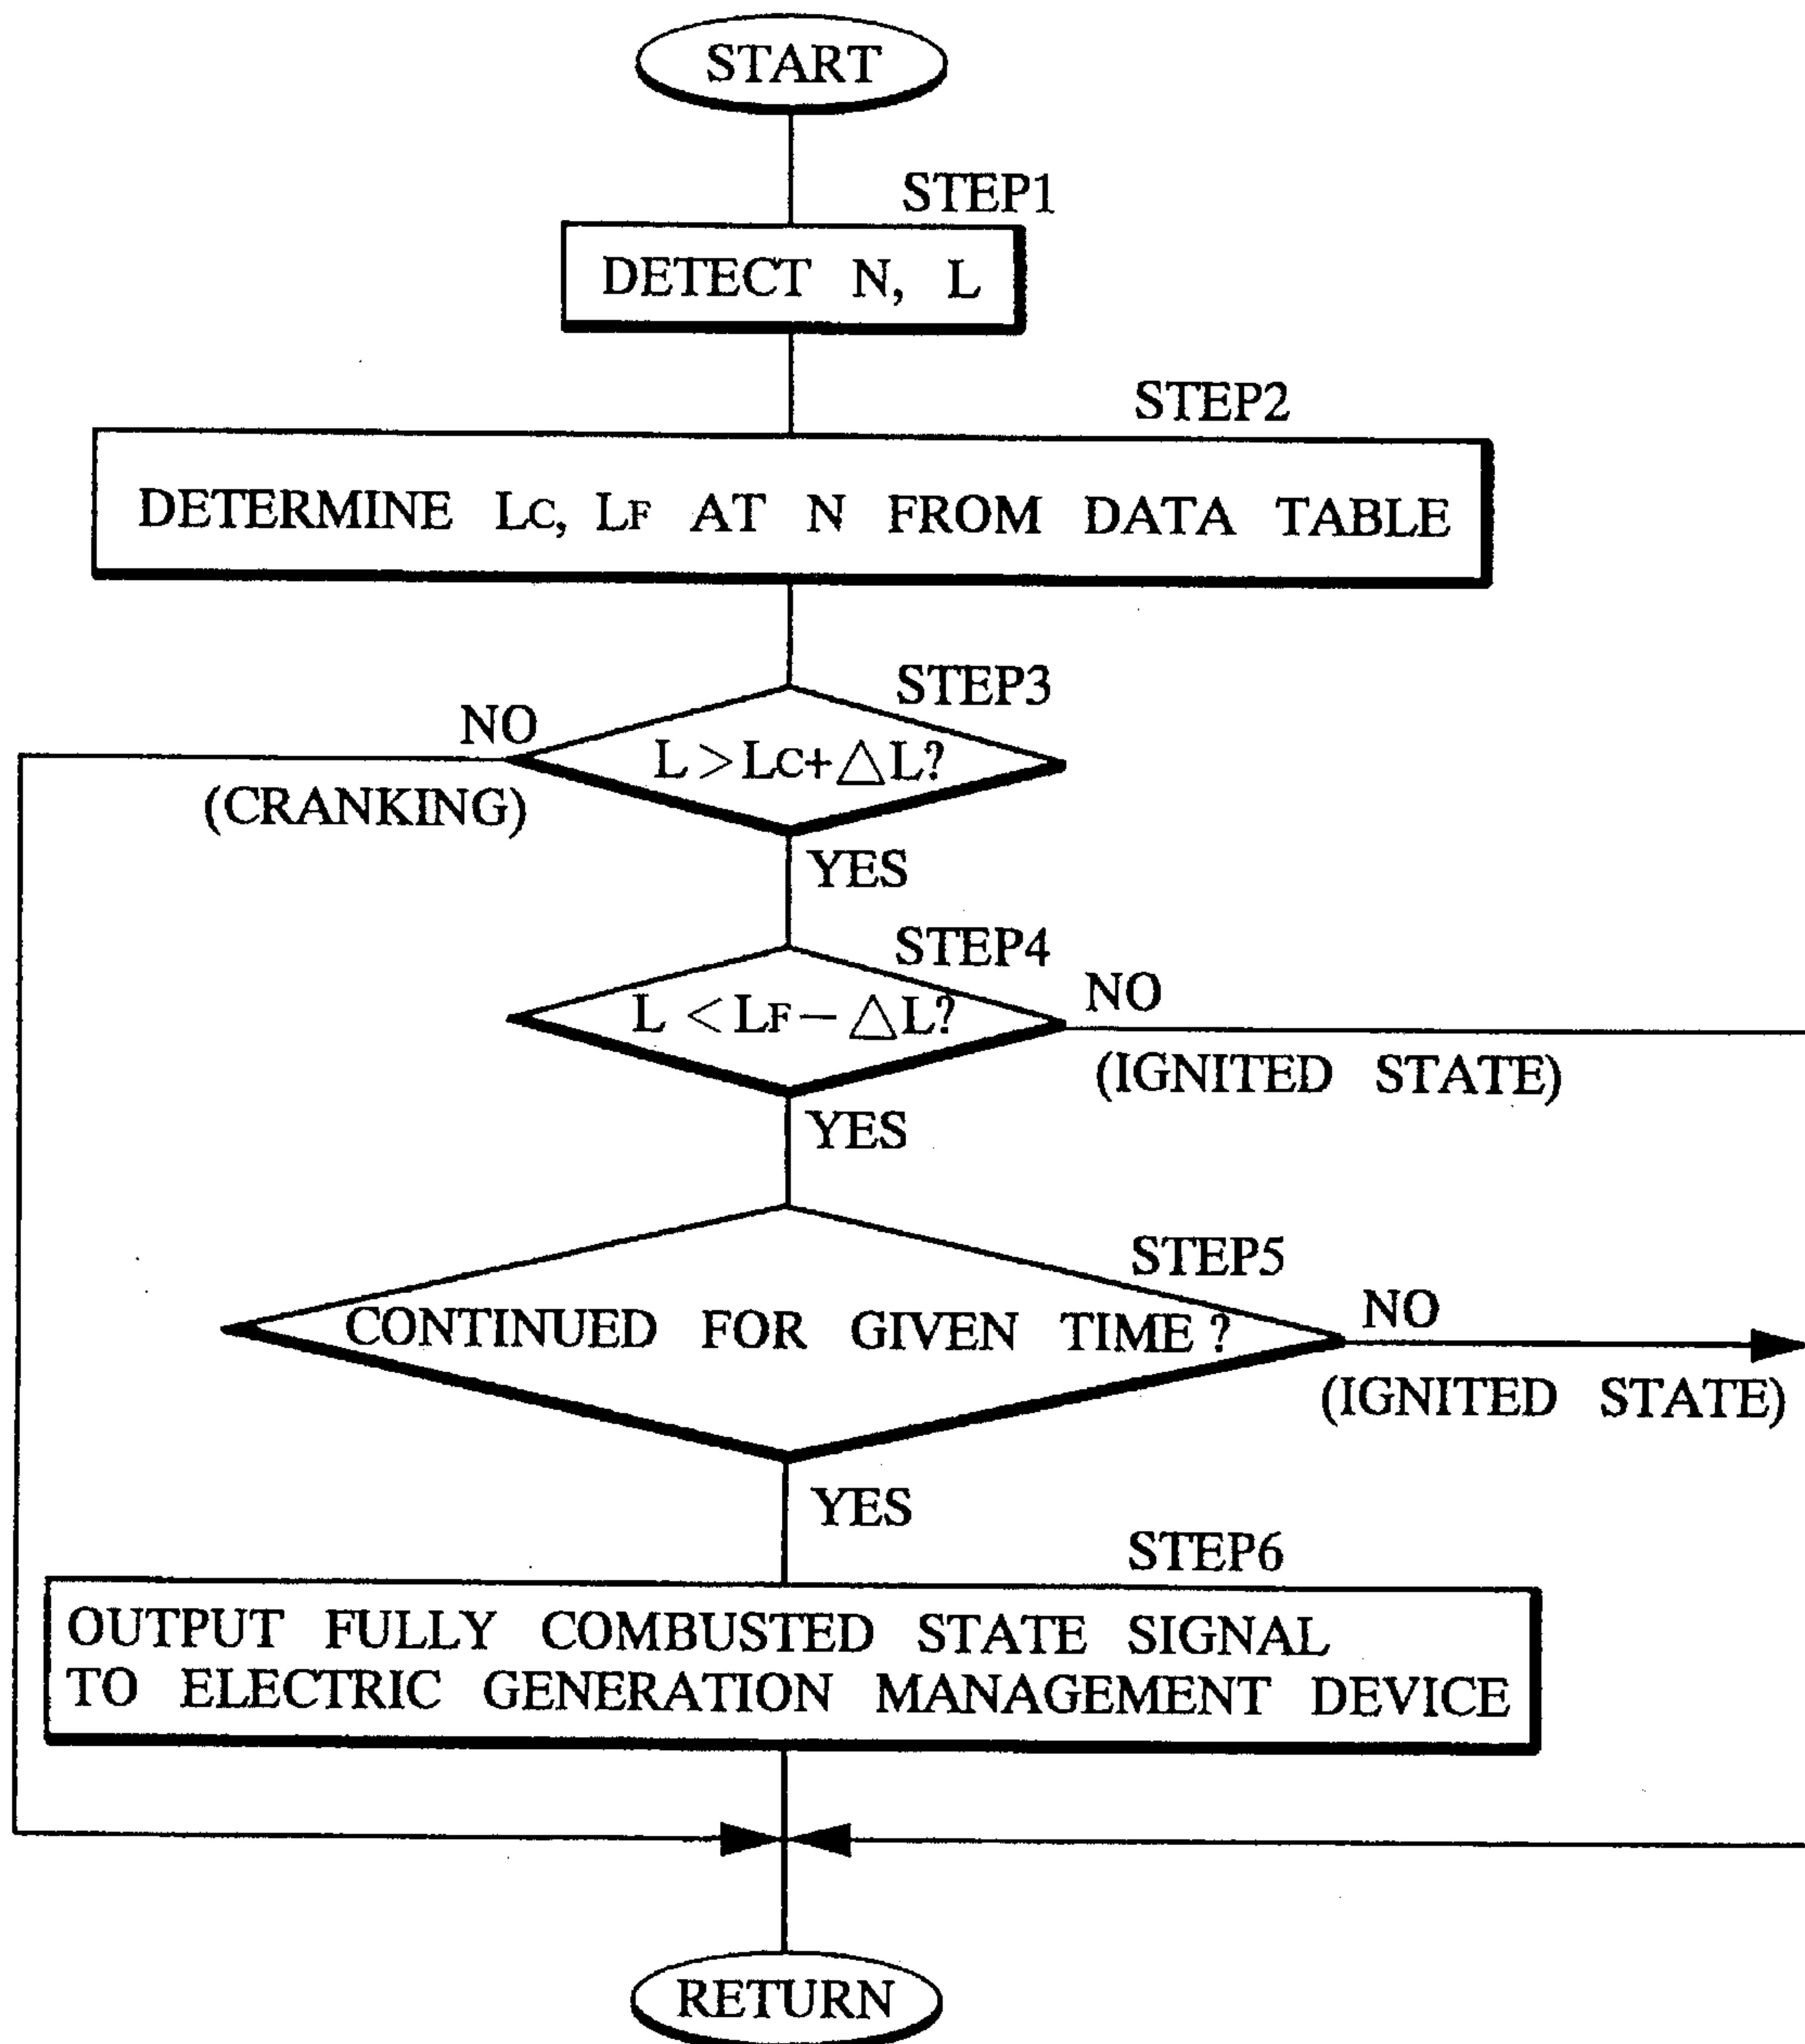 START
STEP1
DETECT N, L
STEP2
DETERMINE LC, LF AT N FROM DATA TABLE
STEP3
NO
L > LC+△L?
(CRANKING)
YES
STEP4
NO
L < LF− △L?
(IGNITED STATE)
YES
STEP5
NO
CONTINUED FOR GIVEN TIME ?
(IGNITED STATE)
YES
STEP6
OUTPUT FULLY COMBUSTED STATE SIGNAL
TO ELECTRIC GENERATION MANAGEMENT DEVICE
RETURN